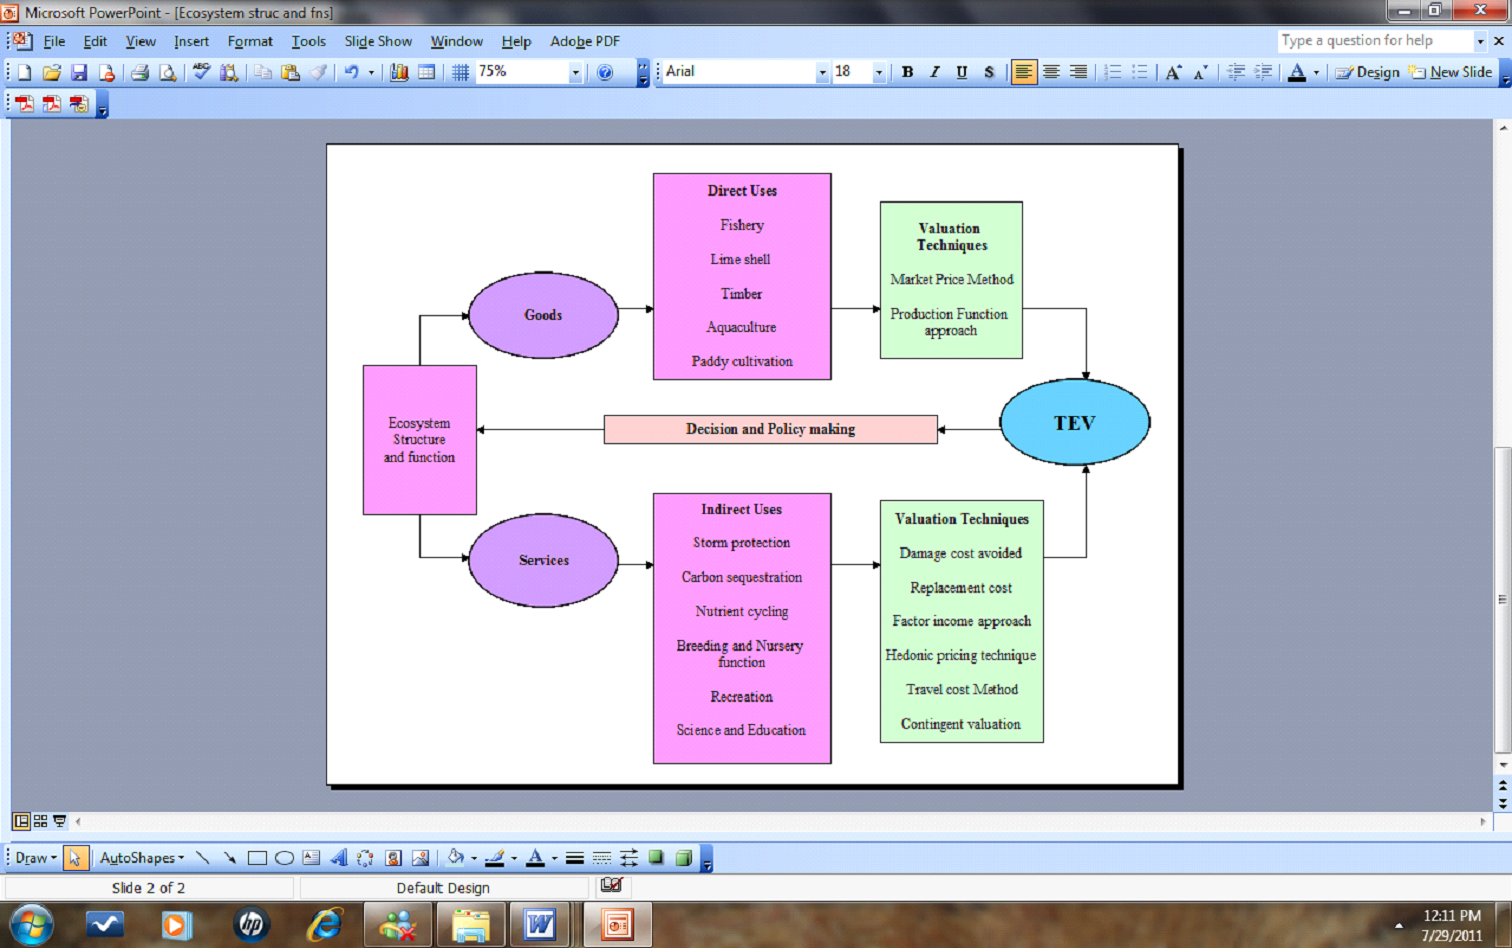 Microsoft PowerPoint - [Ecosystem struc and fns]
File Edit View Insert Format Tools Slide Show Window Help Adobe PDF
Type a question for help
75%
Arial
18
B I U S
Design
New Slide
Direct Uses
Fishery
Lime shell
Timber
Aquaculture
Paddy cultivation
Valuation
Techniques
Market Price Method
Production Function
approach
Goods
Ecosystem
Structure
and function
Decision and Policy making
TEV
Services
Indirect Uses
Storm protection
Carbon sequestration
Nutrient cycling
Breeding and Nursery
function
Recreation
Science and Education
Valuation Techniques
Damage cost avoided
Replacement cost
Factor income approach
Hedonic pricing technique
Travel cost Method
Contingent valuation
Draw
AutoShapes
Slide 2 of 2
Default Design
hp
12:11 PM
7/29/2011